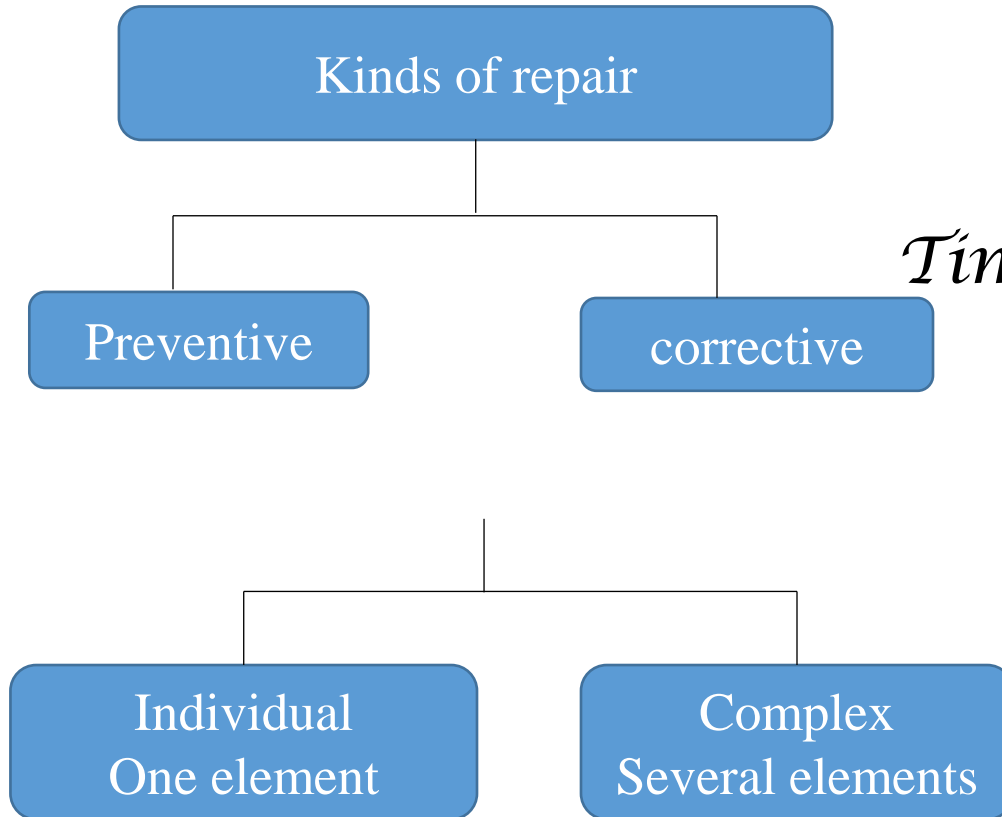 Kinds of repair
Preventive
corrective
Individual
One element
Complex
Several elements